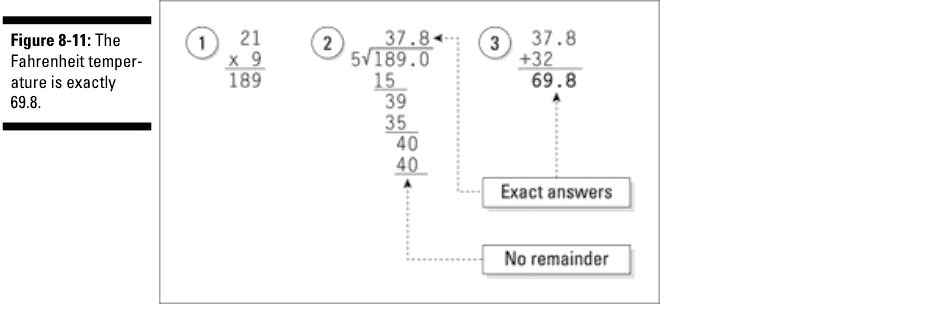 Figure 8-11: The
Fahrenheit temper-
ature is exactly
69.8.
1
21
x 9
189
2
37.8
5√189.0
15
39
35
40
40
3
37.8
+32
69.8
Exact answers
No remainder